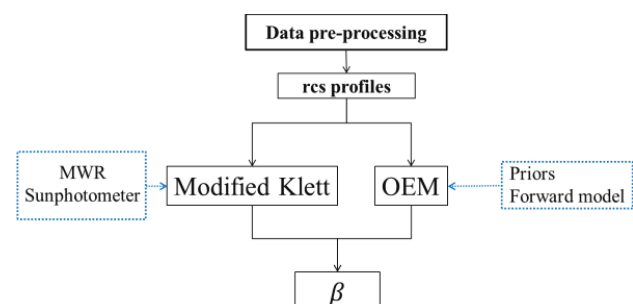 Data pre-processing
rcs profiles
MWR
Sunphotometer
Modified Klett
OEM
Priors
Forward model
β